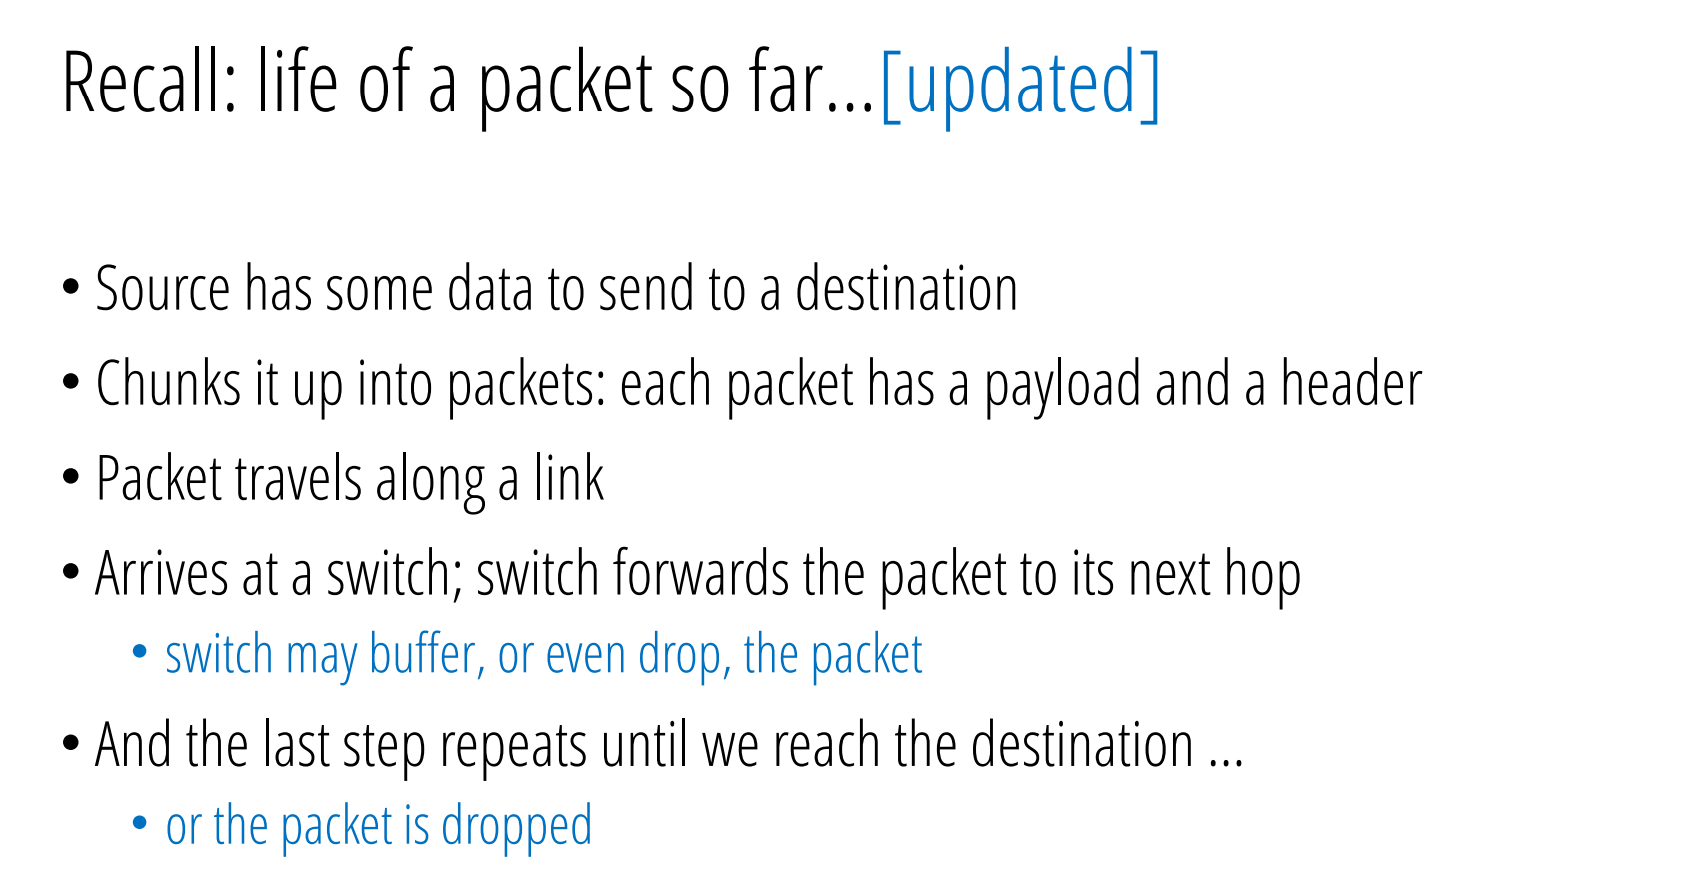 Recall: life of a packet so far...[updated]
• Source has some data to send to a destination
• Chunks it up into packets: each packet has a payload and a header
• Packet travels along a link
• Arrives at a switch; switch forwards the packet to its next hop
• switch may buffer, or even drop, the packet
• And the last step repeats until we reach the destination ...
• or the packet is dropped